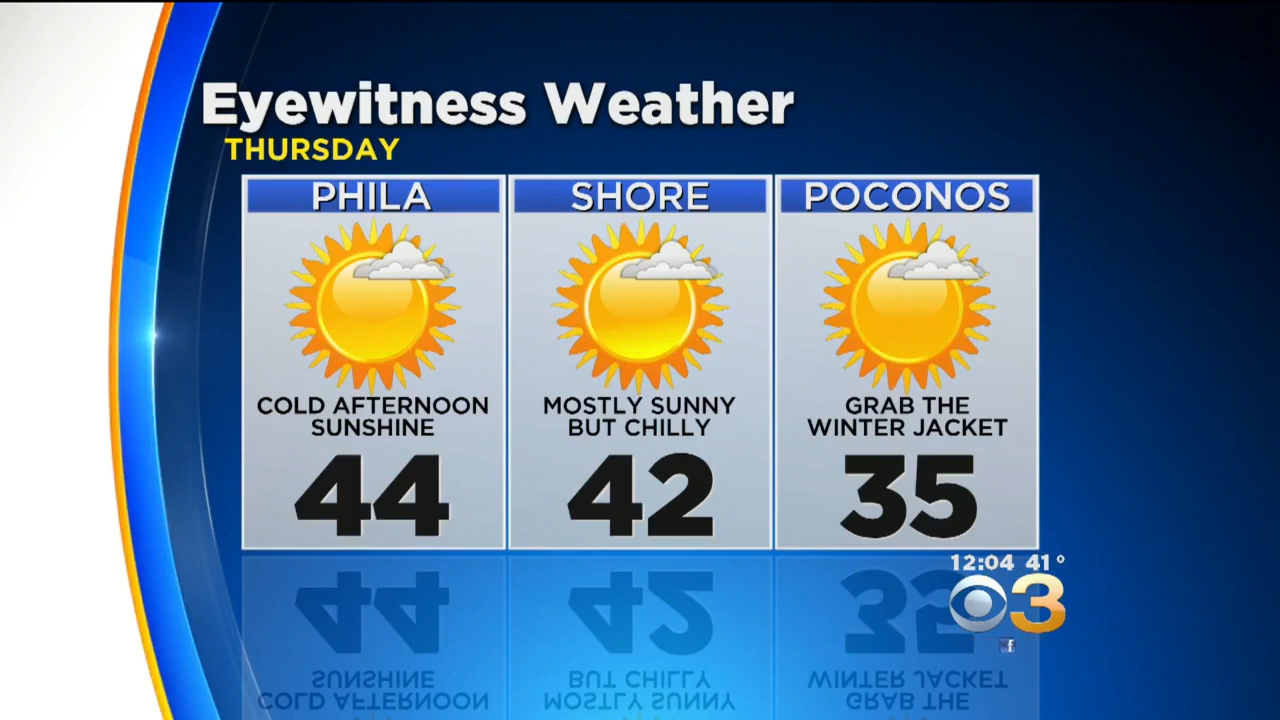 Eyewitness Weather
THURSDAY
PHILA
COLD AFTERNOON
SUNSHINE
44
SHORE
MOSTLY SUNNY
BUT CHILLY
42
POCONOS
GRAB THE
WINTER JACKET
35
12:04 41°
3
f